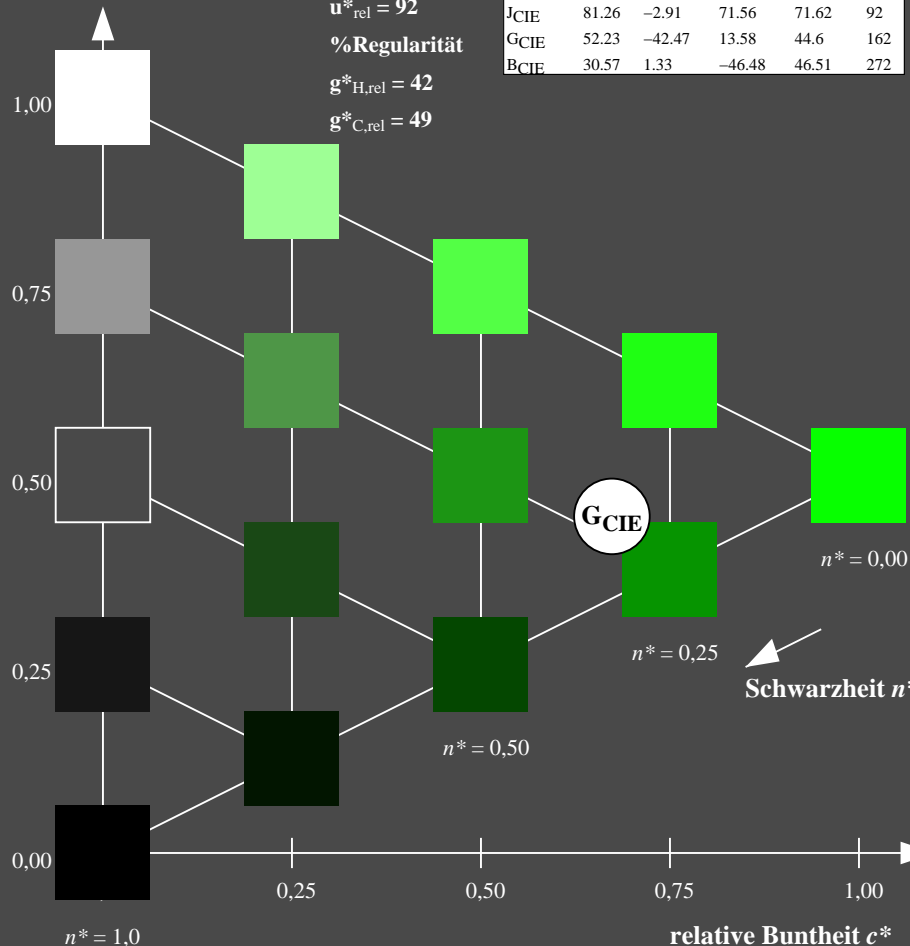 u*rel = 92
%Regularität
g*H,rel = 42
g*C,rel = 49
JCIE 81.26 −2.91 71.56 71.62 92
GCIE 52.23 −42.47 13.58 44.6 162
BCIE 30.57 1.33 −46.48 46.51 272
1,00
0,75
0,50
GCIE
n* = 0,00
n* = 0,25
0,25
Schwarzheit n*
n* = 0,50
0,00
0,25 0,50 0,75 1,00
n* = 1,0
relative Buntheit c*